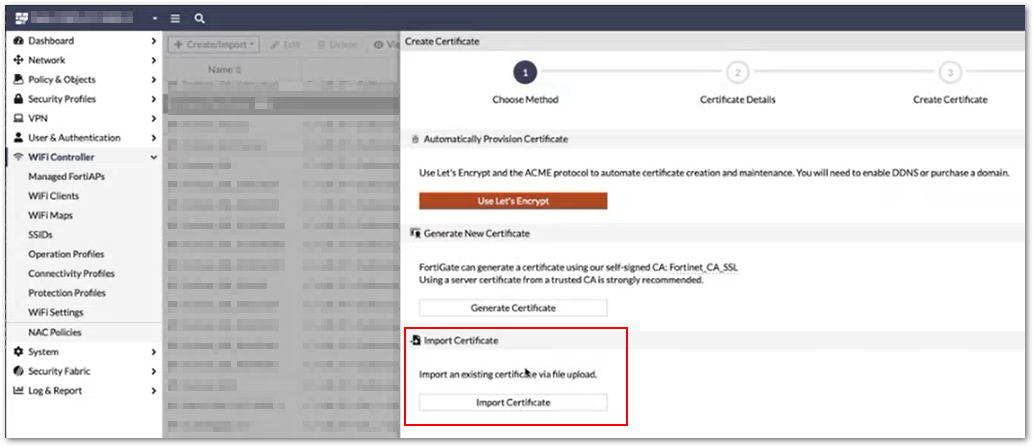 Create/Import
Edit
Delete
Name
Dashboard
Network
Policy & Objects
Security Profiles
VPN
User & Authentication
WiFi Controller
Managed FortiAPs
WiFi Clients
WiFi Maps
SSIDs
Operation Profiles
Connectivity Profiles
Protection Profiles
WiFi Settings
NAC Policies
System
Security Fabric
Log & Report
Create Certificate
1
2
3
Choose Method
Certificate Details
Create Certificate
Automatically Provision Certificate
Use Let's Encrypt and the ACME protocol to automate certificate creation and maintenance. You will need to enable DDNS or purchase a domain.
Use Let's Encrypt
Generate New Certificate
FortiGate can generate a certificate using our self-signed CA: Fortinet_CA_SSL
Using a server certificate from a trusted CA is strongly recommended.
Generate Certificate
Import Certificate
Import an existing certificate via file upload.
Import Certificate